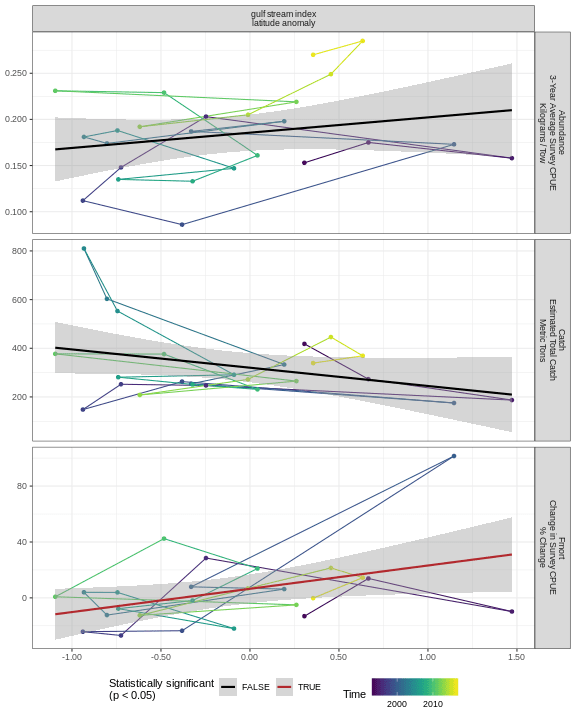 gulf stream index
latitude anomaly
0.250
0.200
0.150
0.100
Abundance
3-Year Average Survey CPUE
Kilograms / Tow
800
600
400
200
Catch
Estimated Total Catch
Metric Tons
80
40
0
Fmort
Change in Survey CPUE
% Change
-1.00
-0.50
0.00
0.50
1.00
1.50
Statistically significant
(p < 0.05)
FALSE
TRUE
Time
2000
2010